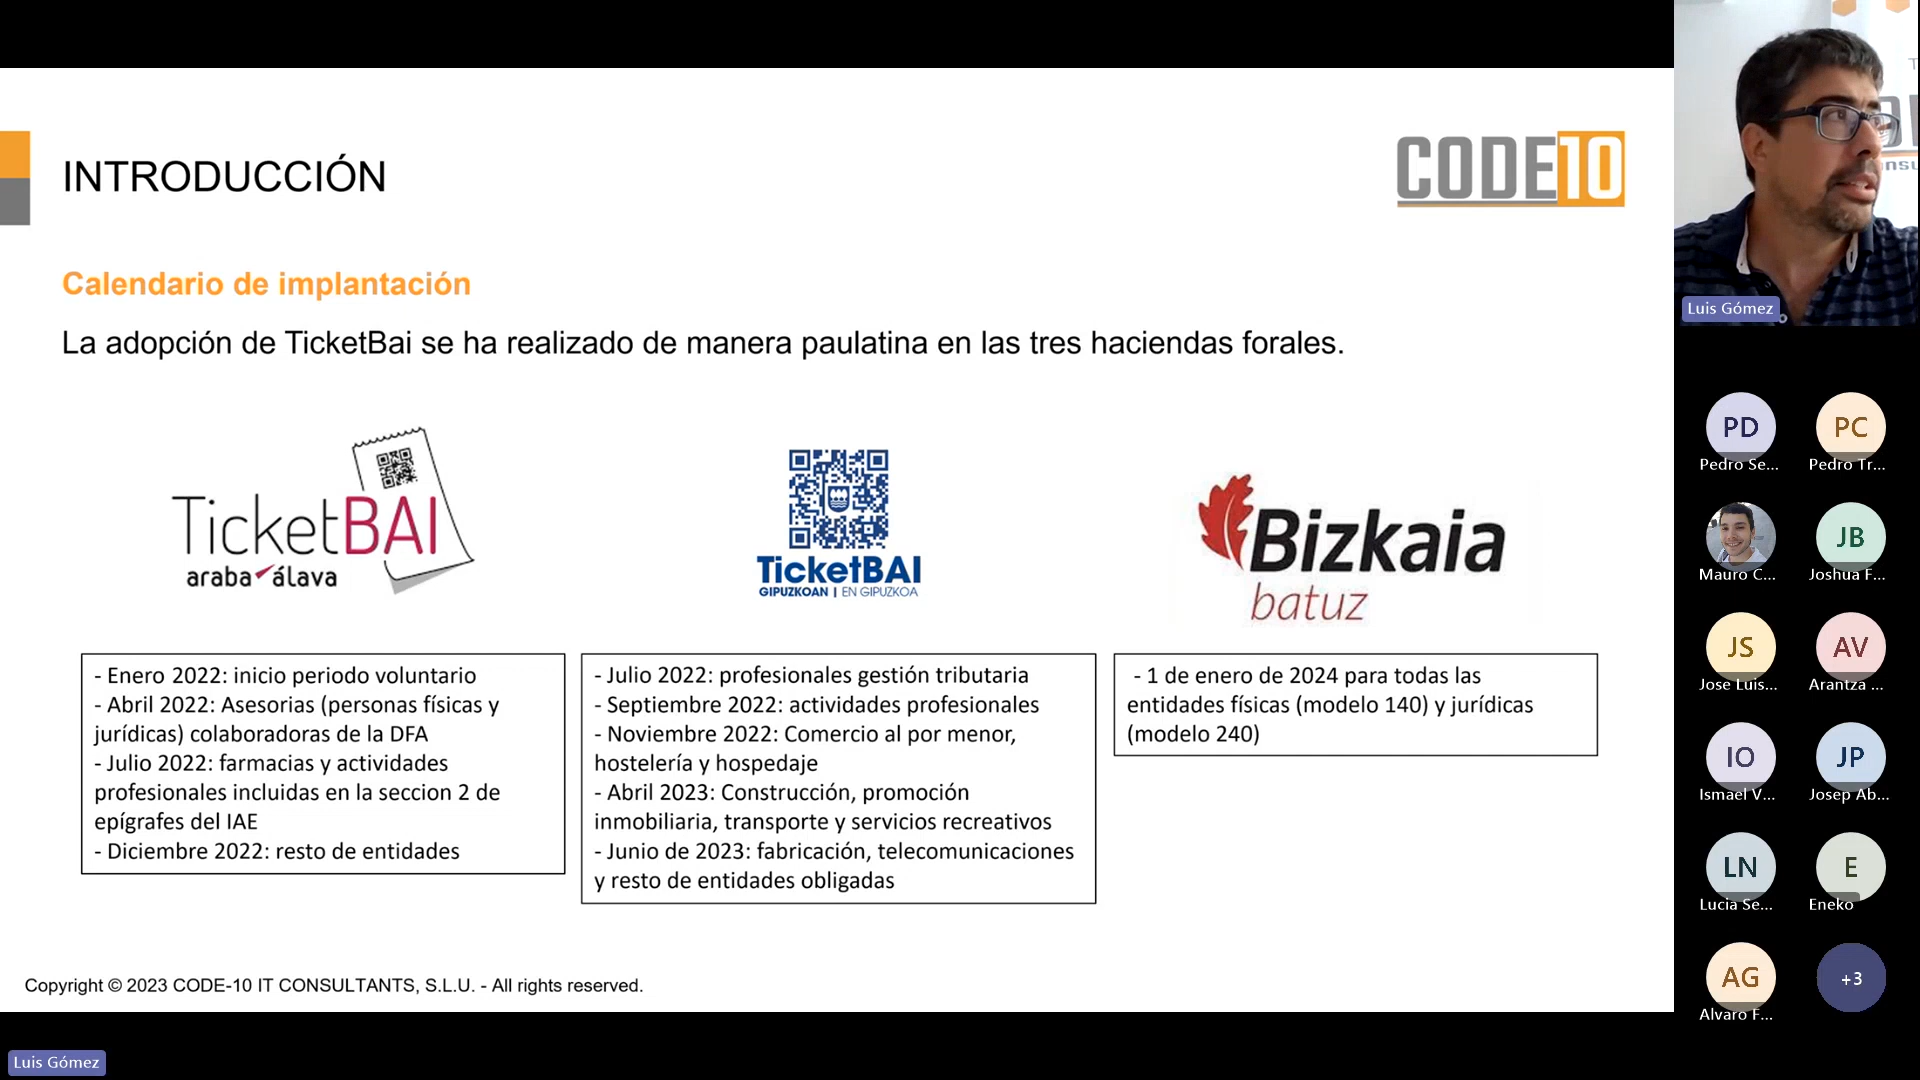 INTRODUCCIÓN
CODE10
Calendario de implantación
La adopción de TicketBai se ha realizado de manera paulatina en las tres haciendas forales.
TicketBAI
araba álava
TicketBAI
GIPUZKOAN | EN GIPUZKOA
Bizkaia
batuz
- Enero 2022: inicio periodo voluntario
- Abril 2022: Asesorias (personas físicas y
jurídicas) colaboradoras de la DFA
- Julio 2022: farmacias y actividades
profesionales incluidas en la seccion 2 de
epígrafes del IAE
- Diciembre 2022: resto de entidades
- Julio 2022: profesionales gestión tributaria
- Septiembre 2022: actividades profesionales
- Noviembre 2022: Comercio al por menor,
hostelería y hospedaje
- Abril 2023: Construcción, promoción
inmobiliaria, transporte y servicios recreativos
- Junio de 2023: fabricación, telecomunicaciones
y resto de entidades obligadas
- 1 de enero de 2024 para todas las
entidades físicas (modelo 140) y jurídicas
(modelo 240)
Copyright © 2023 CODE-10 IT CONSULTANTS, S.L.U. - All rights reserved.
Luis Gómez
Luis Gómez
PD
Pedro Se...
PC
Pedro Tr...
Mauro C...
JB
Joshua F...
JS
Jose Luis...
AV
Arantza ...
IO
Ismael V...
JP
Josep Ab...
LN
Lucia Se...
E
Eneko
AG
Alvaro F...
+3